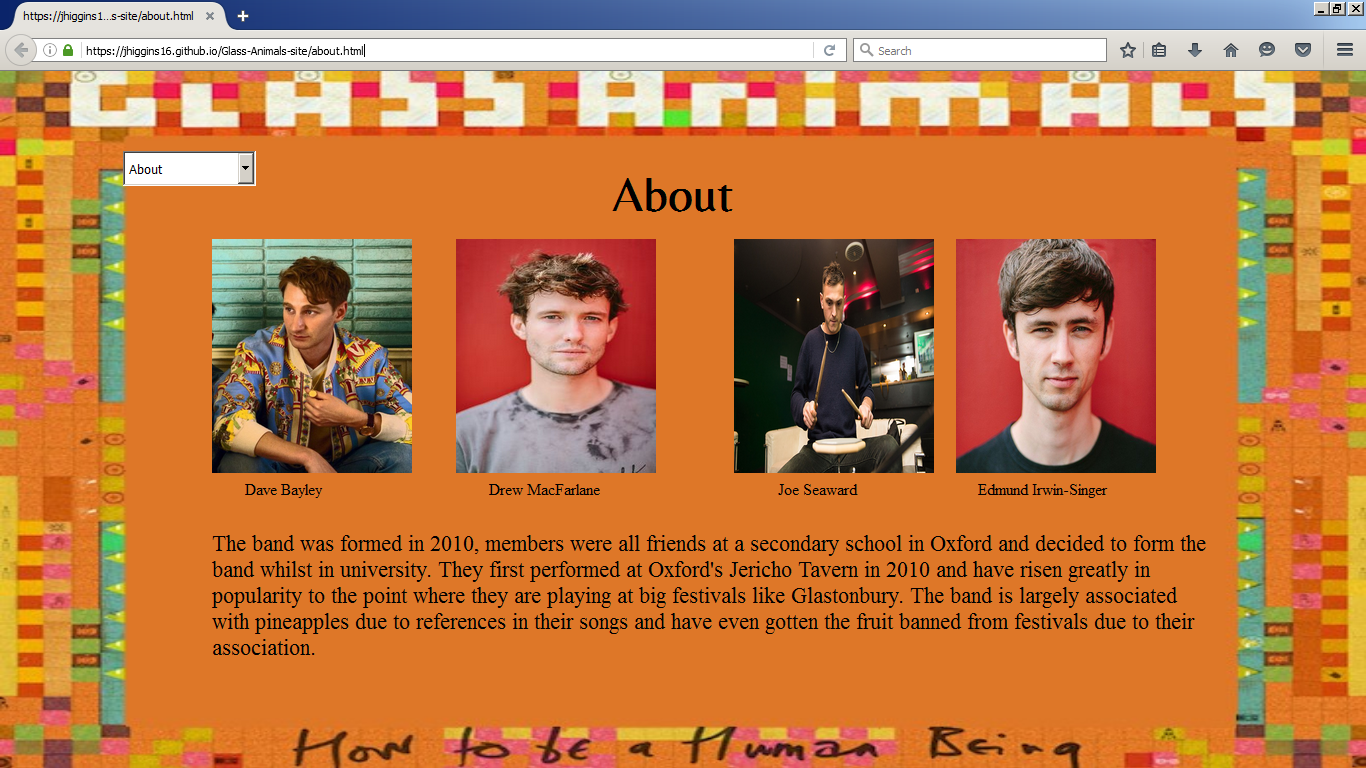 https://jhiggins1...s-site/about.html
https://jhiggins16.github.io/Glass-Animals-site/about.html
Search
GLASS ANIMALS
About
About
Dave Bayley
Drew MacFarlane
Joe Seaward
Edmund Irwin-Singer
The band was formed in 2010, members were all friends at a secondary school in Oxford and decided to form the
band whilst in university. They first performed at Oxford's Jericho Tavern in 2010 and have risen greatly in
popularity to the point where they are playing at big festivals like Glastonbury. The band is largely associated
with pineapples due to references in their songs and have even gotten the fruit banned from festivals due to their
association.
How to be a Human Being